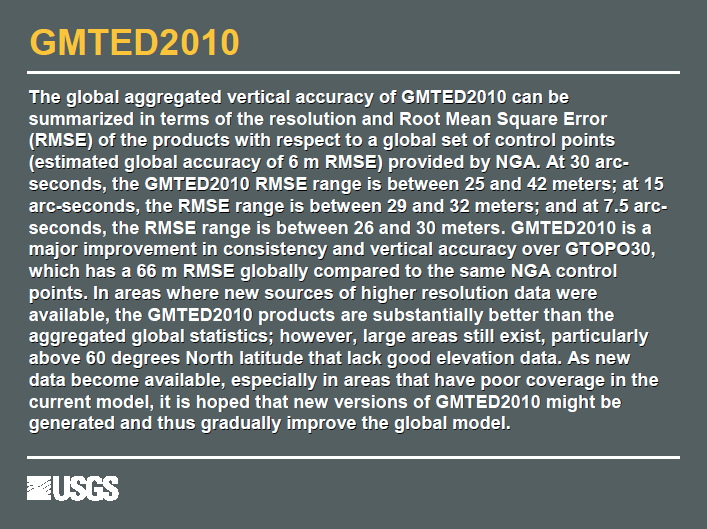 GMTED2010
The global aggregated vertical accuracy of GMTED2010 can be
summarized in terms of the resolution and Root Mean Square Error
(RMSE) of the products with respect to a global set of control points
(estimated global accuracy of 6 m RMSE) provided by NGA. At 30 arc-
seconds, the GMTED2010 RMSE range is between 25 and 42 meters; at 15
arc-seconds, the RMSE range is between 29 and 32 meters; and at 7.5 arc-
seconds, the RMSE range is between 26 and 30 meters. GMTED2010 is a
major improvement in consistency and vertical accuracy over GTOPO30,
which has a 66 m RMSE globally compared to the same NGA control
points. In areas where new sources of higher resolution data were
available, the GMTED2010 products are substantially better than the
aggregated global statistics; however, large areas still exist, particularly
above 60 degrees North latitude that lack good elevation data. As new
data become available, especially in areas that have poor coverage in the
current model, it is hoped that new versions of GMTED2010 might be
generated and thus gradually improve the global model.
USGS